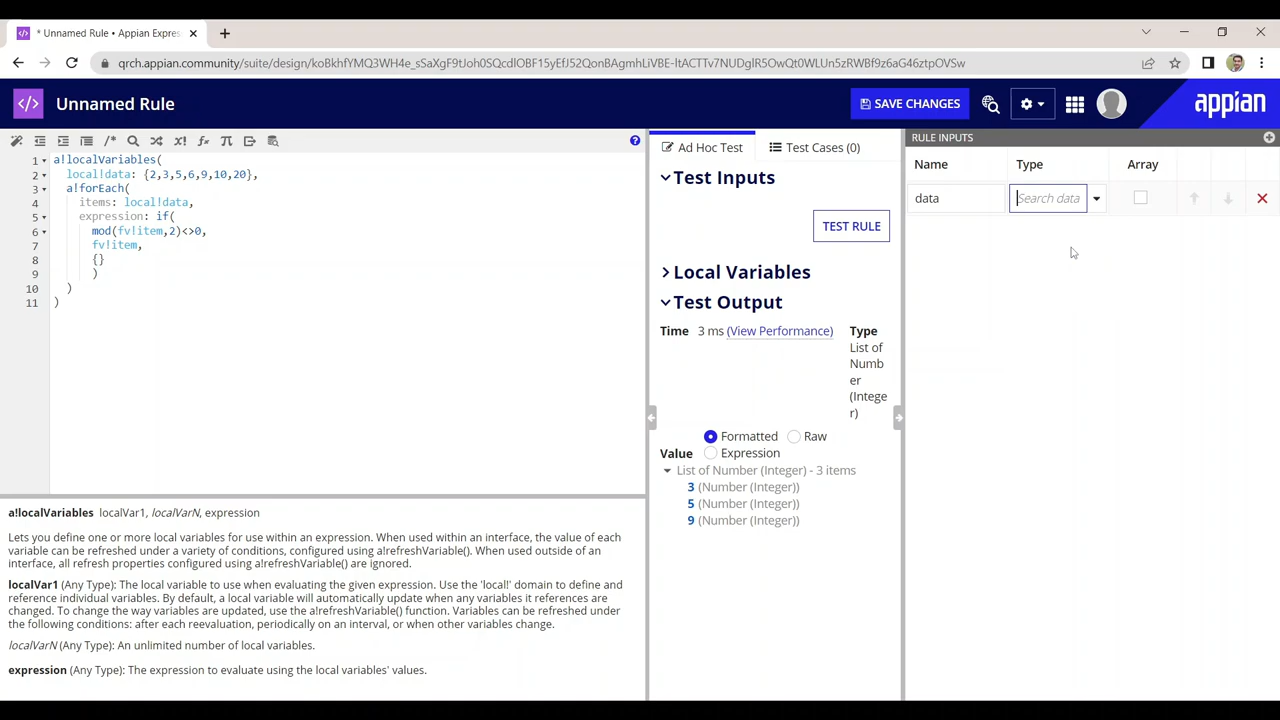 * Unnamed Rule • Appian Expres
qrch.appian.community/suite/design/koBkhfYMQ3WH4e_sSaXgF9tJoh0SQcdlOBF15yEfJ52QonBAgmhLiVBE-ltACTTv7NUDglR5OwQt0WLUn5zRWBf9z6aG46ztpOVSw
Unnamed Rule
SAVE CHANGES
appian
Ad Hoc Test
Test Cases (0)
RULE INPUTS
1 a!localVariables(
2 local!data: {2,3,5,6,9,10,20},
3 a!forEach(
4 items: local!data,
5 expression: if(
6 mod(fv!item,2)<>0,
7 fv!item,
8 {}
9 )
10 )
11 )
Test Inputs
TEST RULE
Local Variables
Test Output
Time 3 ms (View Performance) Type
List of
Numb
er
(Intege
r)
Formatted Raw
Value Expression
List of Number (Integer) - 3 items
3 (Number (Integer))
5 (Number (Integer))
9 (Number (Integer))
Name Type Array
data Search data
a!localVariables localVar1, localVarN, expression
Lets you define one or more local variables for use within an expression. When used within an interface, the value of each
variable can be refreshed under a variety of conditions, configured using a!refreshVariable(). When used outside of an
interface, all refresh properties configured using a!refreshVariable() are ignored.
localVar1 (Any Type): The local variable to use when evaluating the given expression. Use the 'local!' domain to define and
reference individual variables. By default, a local variable will automatically update when any variables it references are
changed. To change the way variables are updated, use the a!refreshVariable() function. Variables can be refreshed under
the following conditions: after each reevaluation, periodically on an interval, or when other variables change.
localVarN (Any Type): An unlimited number of local variables.
expression (Any Type): The expression to evaluate using the local variables' values.